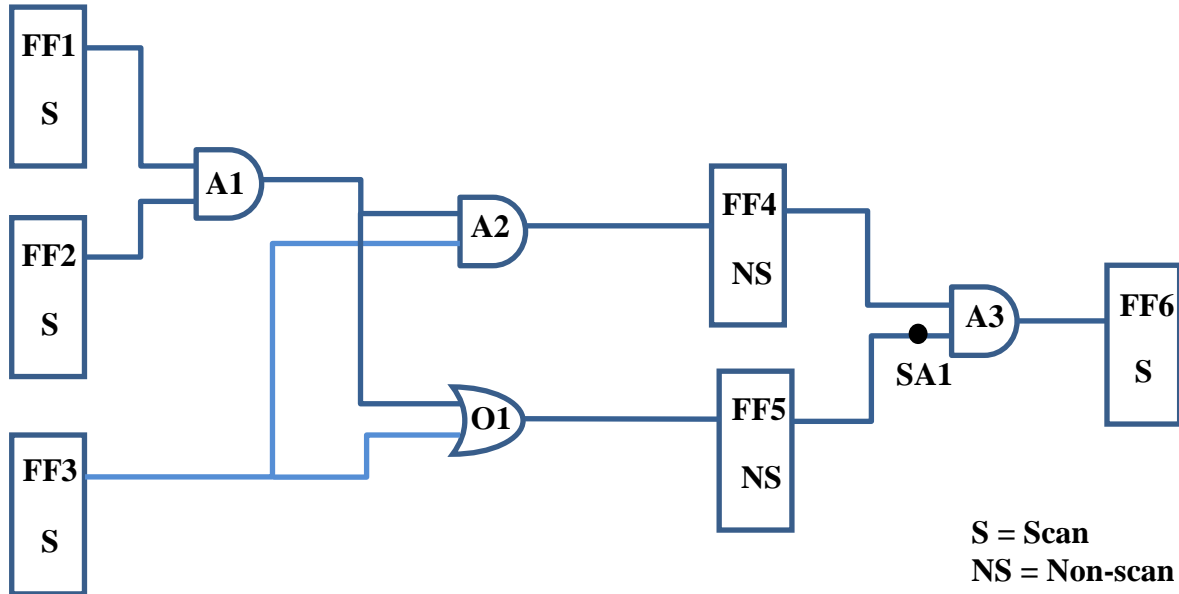 FF1
S
A1
FF2
S
A2
FF4
NS
A3
FF6
S
SA1
O1
FF5
NS
FF3
S
S = Scan
NS = Non-scan